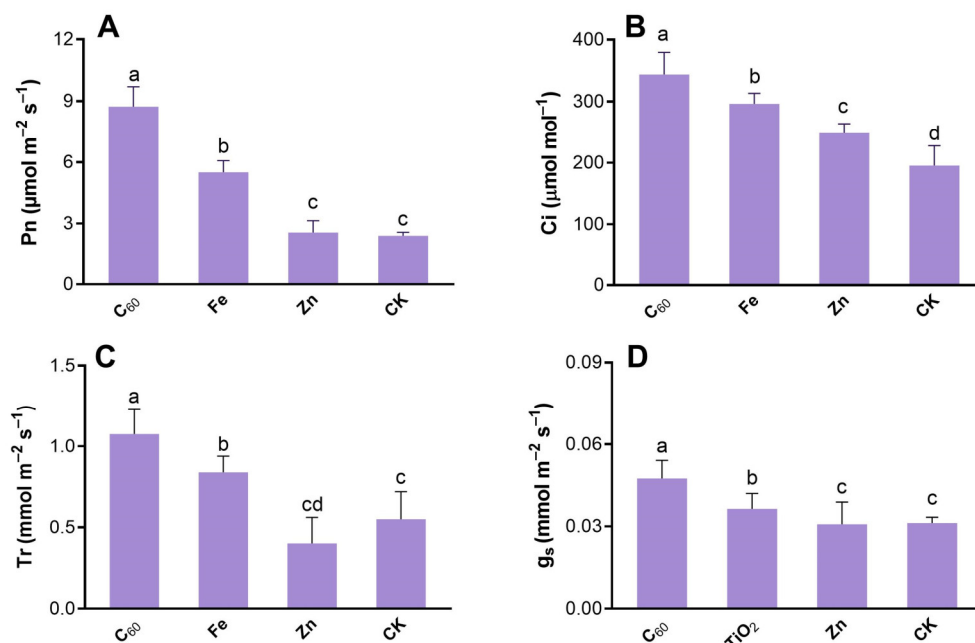 A
Pn (µmol m⁻² s⁻¹)
12
9
6
3
0
a
b
c
c
C₆₀
Fe
Zn
CK
B
Ci (µmol mol⁻¹)
400
300
200
100
0
a
b
c
d
C₆₀
Fe
Zn
CK
C
Tr (mmol m⁻² s⁻¹)
1.5
1.0
0.5
0.0
a
b
cd
c
C₆₀
Fe
Zn
CK
D
gₛ (mmol m⁻² s⁻¹)
0.09
0.06
0.03
0.00
a
b
c
c
C₆₀
TiO₂
Zn
CK